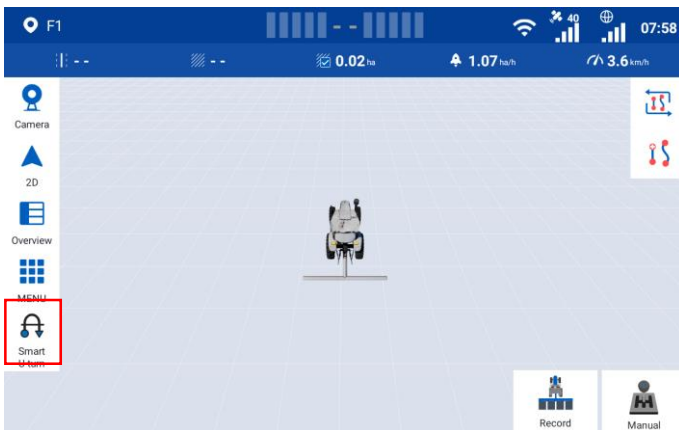 F1
- -
40
07:58
- -
- -
0.02 ha
1.07 ha/h
3.6 km/h
Camera
2D
Overview
MENU
Smart
U turn
Record
Manual